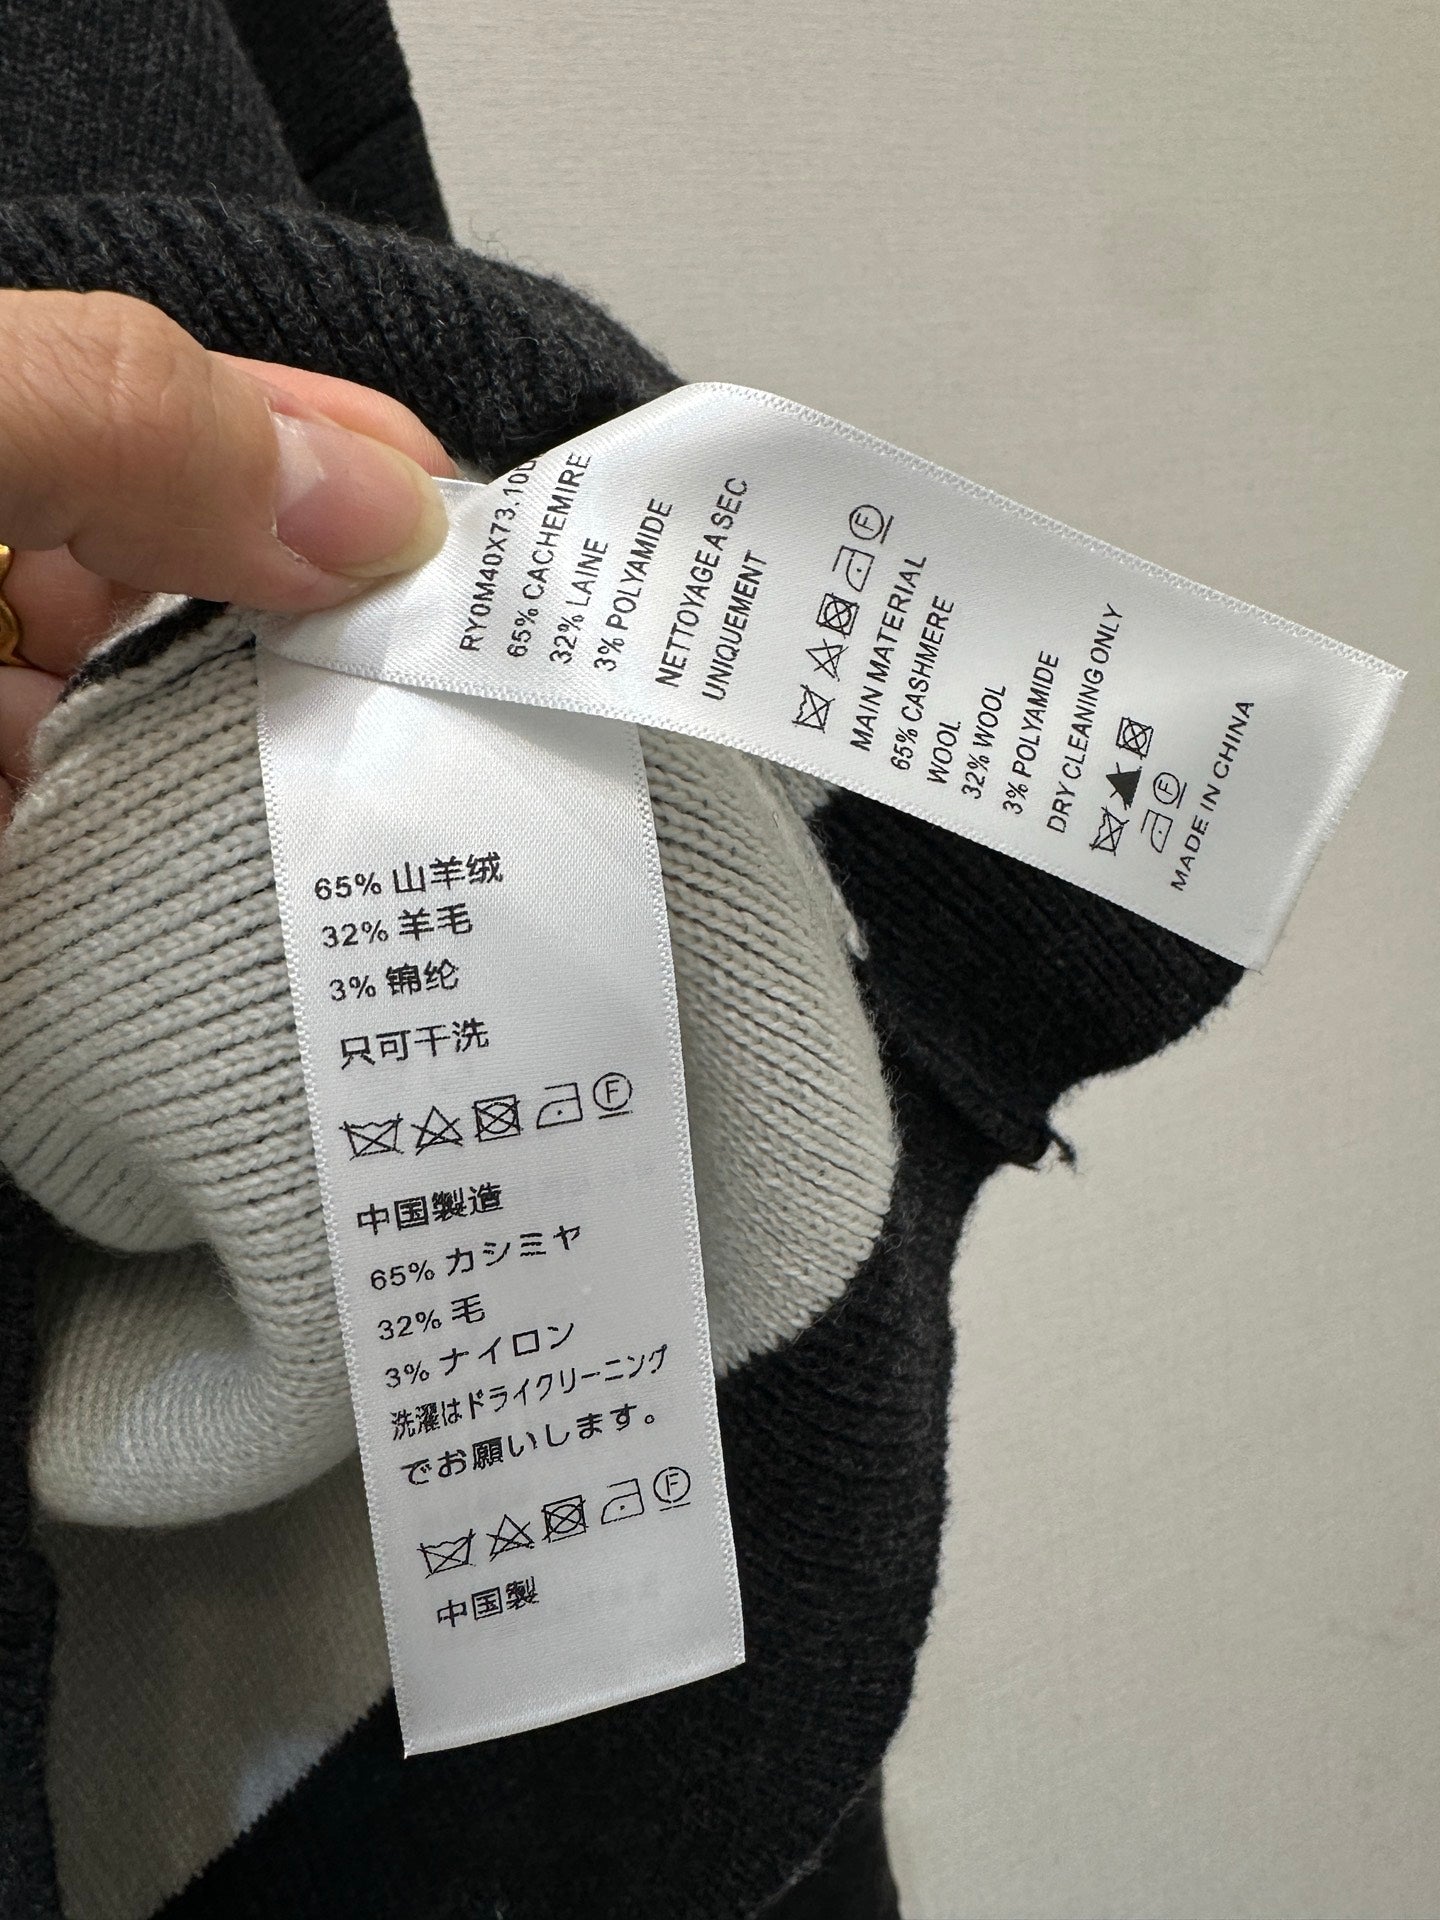 RY0M40X73.10
65% CACHEMIRE
32% LAINE
3% POLYAMIDE
NETTOYAGE A SEC
UNIQUEMENT
F
MAIN MATERIAL
65% CASHMERE
WOOL
32% WOOL
3% POLYAMIDE
DRY CLEANING ONLY
F
MADE IN CHINA
65% 山羊绒
32% 羊毛
3% 锦纶
只可干洗
F
中国製造
65% カシミヤ
32% 毛
3% ナイロン
洗濯はドライクリーニング
でお願いします。
F
中国製